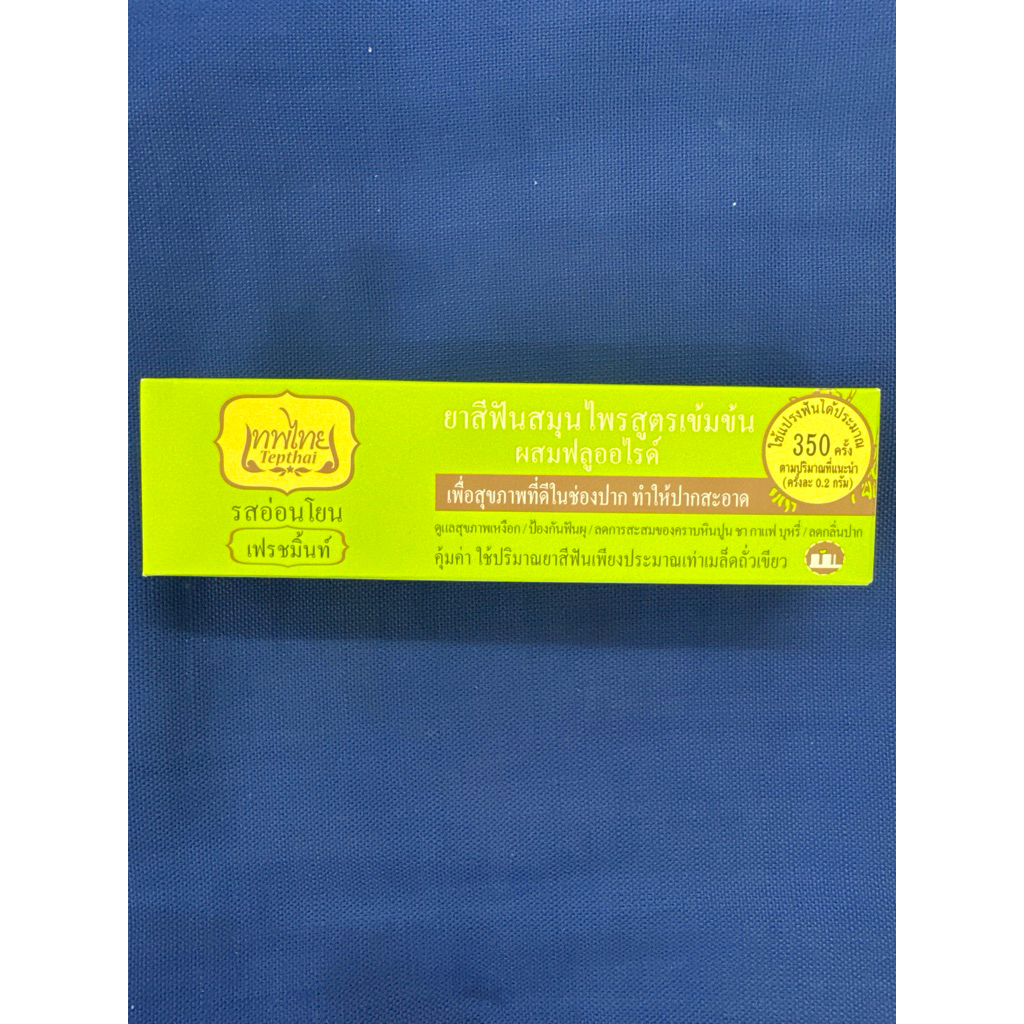 เทพไทย
Tepthai
รสอ่อนโยน
เฟรชมิ้นท์
ยาสีฟันสมุนไพรสูตรเข้มข้น
ผสมฟลูออไรด์
เพื่อสุขภาพที่ดีในช่องปาก ทำให้ปากสะอาด
ดูแลสุขภาพเหงือก / ป้องกันฟันผุ / ลดการสะสมของคราบหินปูน ชา กาแฟ บุหรี่ / ลดกลิ่นปาก
คุ้มค่า ใช้ปริมาณยาสีฟันเพียงประมาณเท่าเมล็ดถั่วเขียว
ใช้แปรงฟันได้ประมาณ
350 ครั้ง
ตามปริมาณที่แนะนำ
(ครั้งละ 0.2 กรัม)